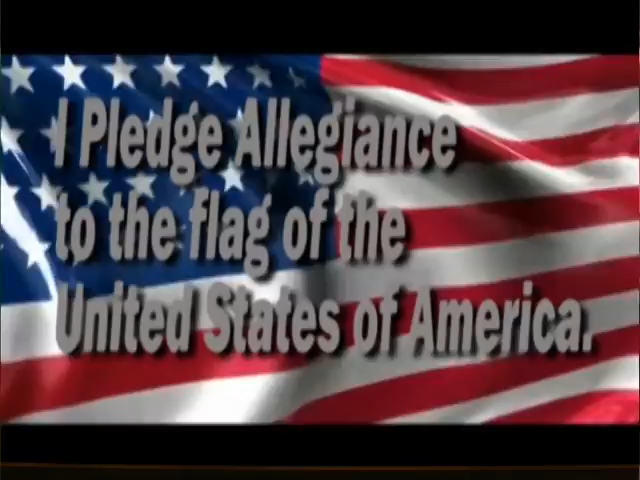 I Pledge Allegiance
to the flag of the
United States of America.